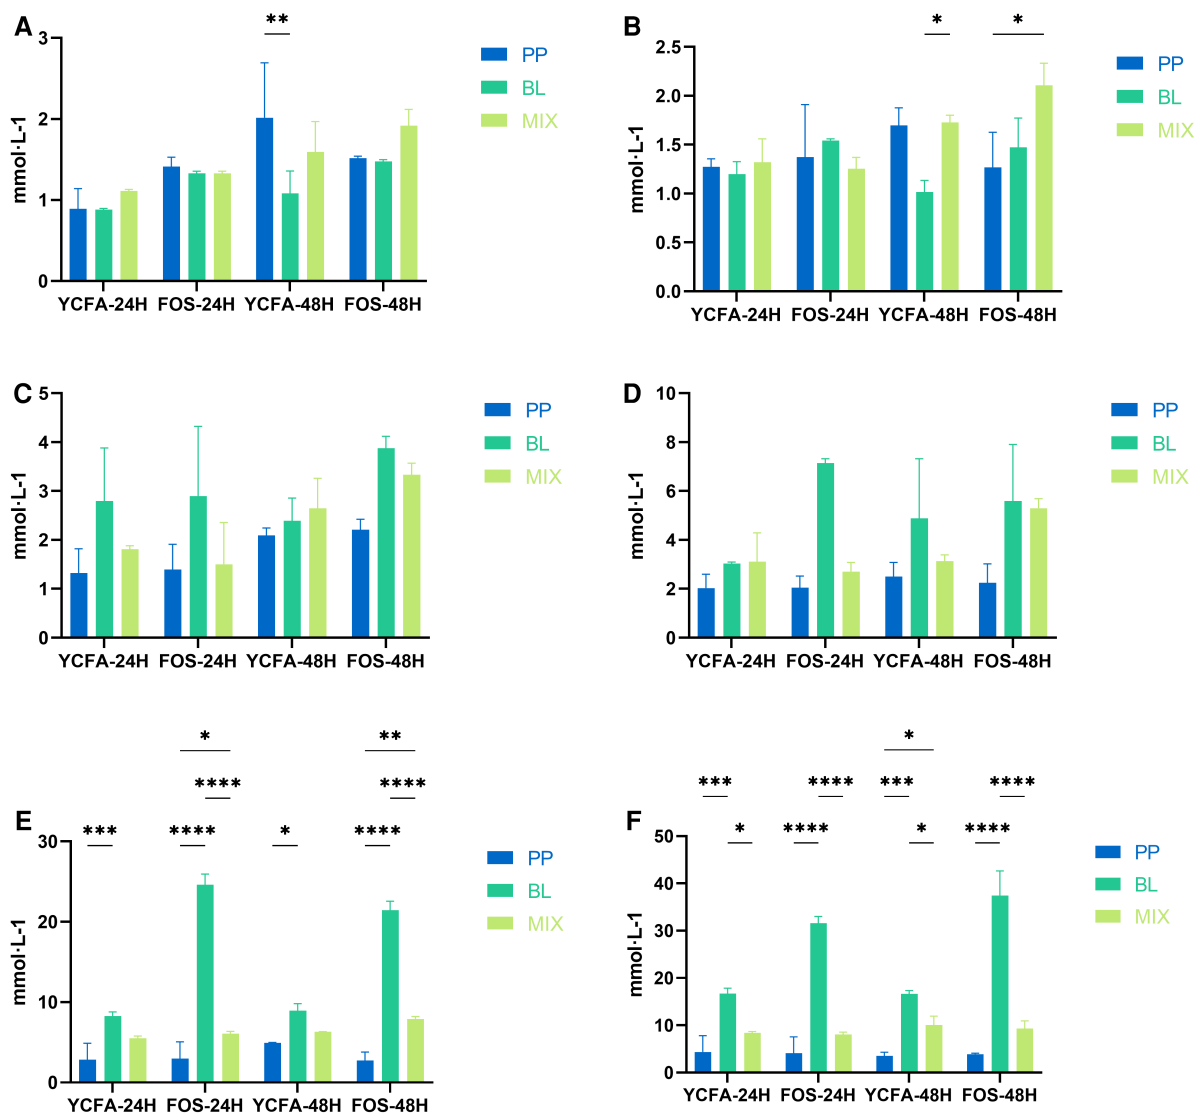 A
**
3
2
1
0
mmol·L-1
YCFA-24H FOS-24H YCFA-48H FOS-48H
PP
BL
MIX
B
* *
2.5
2.0
1.5
1.0
0.5
0.0
mmol·L-1
YCFA-24H FOS-24H YCFA-48H FOS-48H
PP
BL
MIX
C
5
4
3
2
1
0
mmol·L-1
YCFA-24H FOS-24H YCFA-48H FOS-48H
PP
BL
MIX
D
10
8
6
4
2
0
mmol·L-1
YCFA-24H FOS-24H YCFA-48H FOS-48H
PP
BL
MIX
E
* **
**** ****
*** **** * ****
30
20
10
0
mmol·L-1
YCFA-24H FOS-24H YCFA-48H FOS-48H
PP
BL
MIX
F
*
*** **** *** ****
* **** * ****
50
40
30
20
10
0
mmol·L-1
YCFA-24H FOS-24H YCFA-48H FOS-48H
PP
BL
MIX